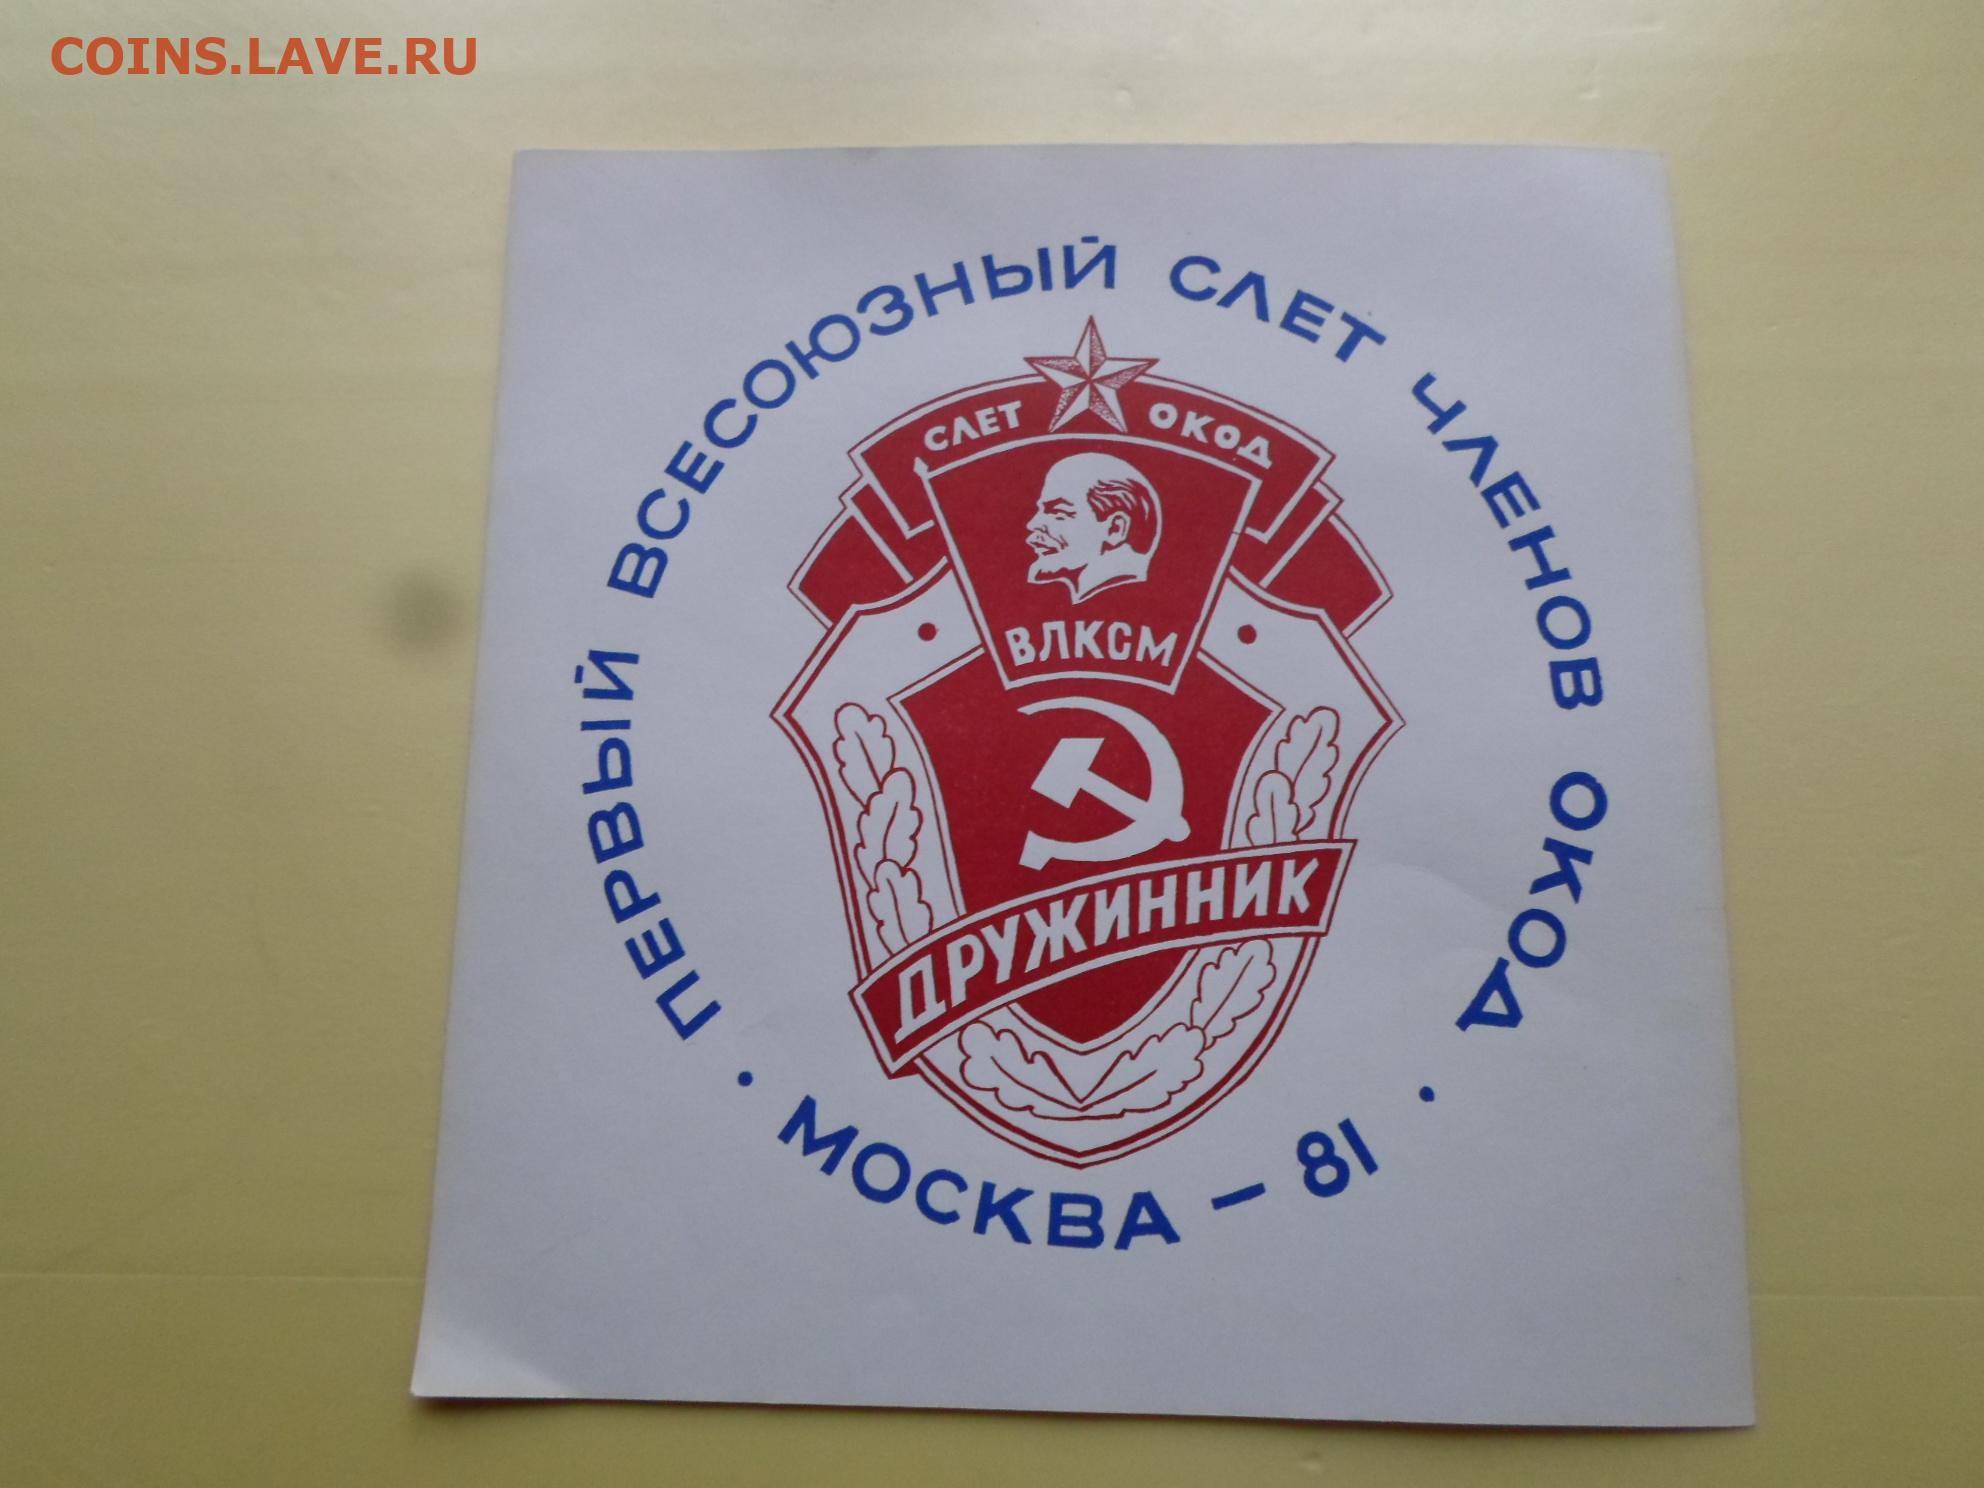 COINS.LAVE.RU
ПЕРВЫЙ ВСЕСОЮЗНЫЙ СЛЕТ ЧЛЕНОВ ОКОД
СЛЕТ ОКОД
ВЛКСМ
ДРУЖИННИК
• МОСКВА – 81 •